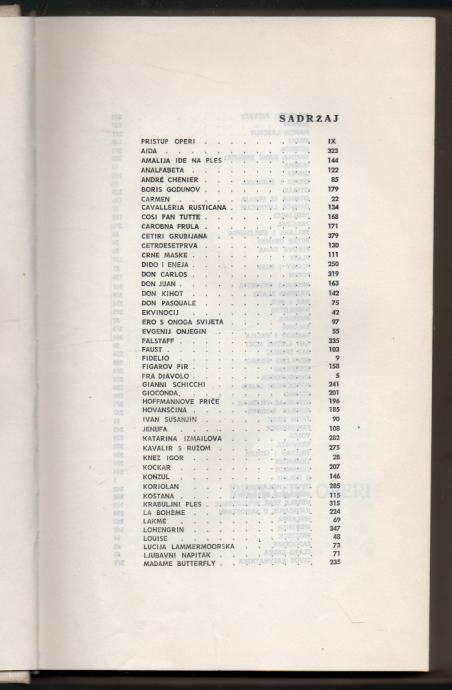 SADRŽAJ
PRISTUP OPERI . . . . . . . . IX
AIDA . . . . . . . . . . 323
AMALIJA IDE NA PLES . . . . . . . 144
ANALFABETA . . . . . . . . . 122
ANDRÉ CHENIER . . . . . . . . 85
BORIS GODUNOV . . . . . . . . 179
CARMEN . . . . . . . . . . 22
CAVALLERIA RUSTICANA . . . . . . . 134
COSI FAN TUTTE . . . . . . . . 168
ČAROBNA FRULA . . . . . . . . 171
ČETIRI GRUBIJANA . . . . . . . . 379
ČETRDESETPRVA . . . . . . . . 130
CRNE MASKE . . . . . . . . . 111
DIDO i ENEJA . . . . . . . . . 250
DON CARLOS . . . . . . . . . 319
DON JUAN . . . . . . . . . . 163
DON KIHOT . . . . . . . . . 142
DON PASQUALE . . . . . . . . 75
EKVINOCIJ . . . . . . . . . 42
ERO S ONOGA SVIJETA . . . . . . . 97
EVGENIJ ONJEGIN . . . . . . . . 55
FALSTAFF . . . . . . . . . . 335
FAUST . . . . . . . . . . 103
FIDELIO . . . . . . . . . . 9
FIGAROV PIR . . . . . . . . . 158
FRA DIAVOLO . . . . . . . . . 5
GIANNI SCHICCHI . . . . . . . . 241
GIOCONDA . . . . . . . . . . 201
HOFFMANNOVE PRIČE . . . . . . . 196
HOVANŠČINA . . . . . . . . . 185
IVAN SUSANJIN . . . . . . . . 90
JENUFA . . . . . . . . . . 108
KATARINA IZMAILOVA . . . . . . . 282
KAVALIR S RUŽOM . . . . . . . . 275
KNEZ IGOR . . . . . . . . . 28
KOCKAR . . . . . . . . . . 207
KONZUL . . . . . . . . . . 146
KORIOLAN . . . . . . . . . 285
KOŠTANA . . . . . . . . . . 115
KRABULJNI PLES . . . . . . . . 315
LA BOHEME . . . . . . . . . 224
LAKMÉ . . . . . . . . . . 69
LOHENGRIN . . . . . . . . . 347
LOUISE . . . . . . . . . . 48
LUCIJA LAMMERMOORSKA . . . . . . 73
LJUBAVNI NAPITAK . . . . . . . . 71
MADAME BUTTERFLY . . . . . . . . 235